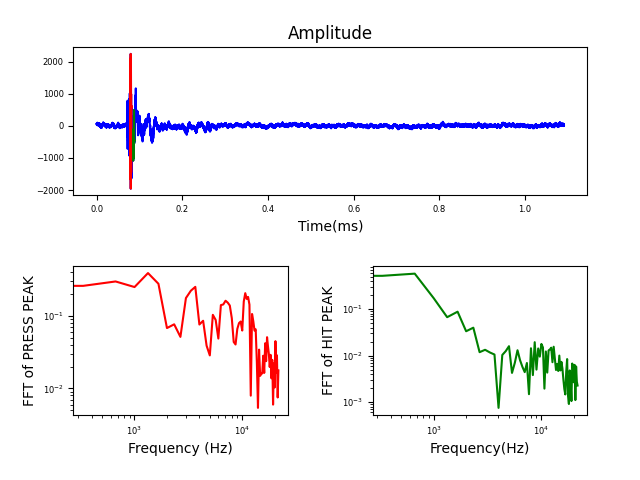 Amplitude
2000
1000
0
−1000
−2000
0.0 0.2 0.4 0.6 0.8 1.0
Time(ms)
FFT of PRESS PEAK
10⁻¹
10⁻²
10³ 10⁴
Frequency (Hz)
FFT of HIT PEAK
10⁻¹
10⁻²
10⁻³
10³ 10⁴
Frequency(Hz)